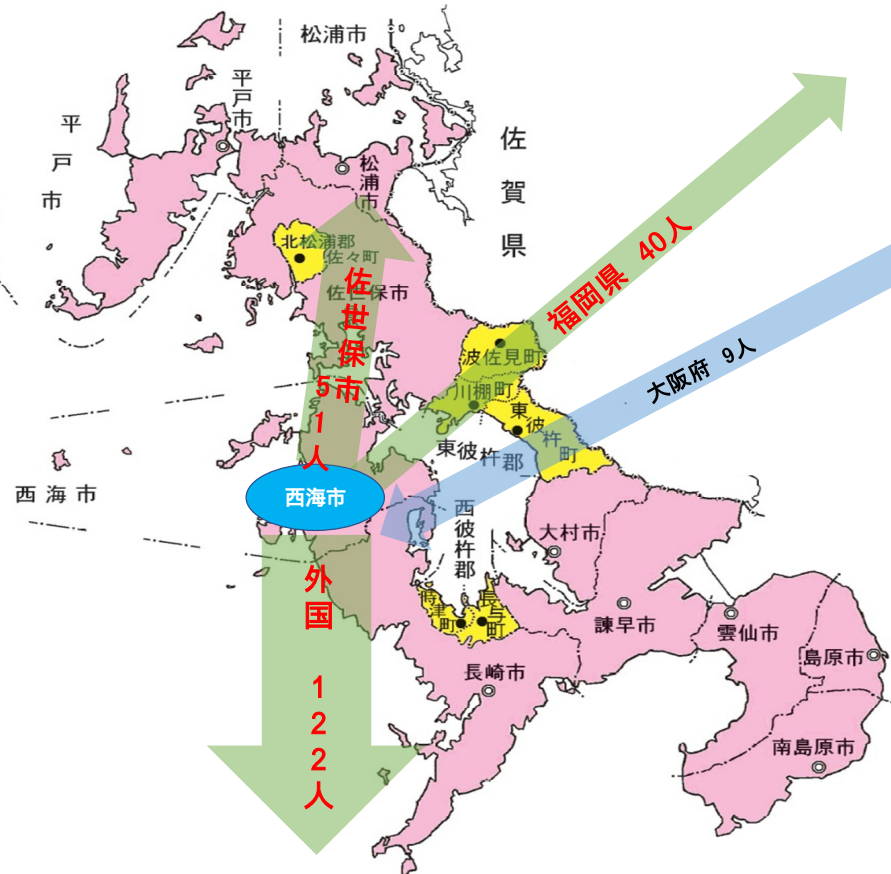 松浦市
平戸市
平戸市
佐賀県
松浦市
北松浦郡
佐々町
佐世保市
佐世保市 51人
福岡県 40人
大阪府 9人
波佐見町
川棚町
東彼杵町
東彼杵郡
西海市
西海市
西彼杵郡
大村市
外国 122人
時津町
長与町
諫早市
雲仙市
島原市
長崎市
南島原市